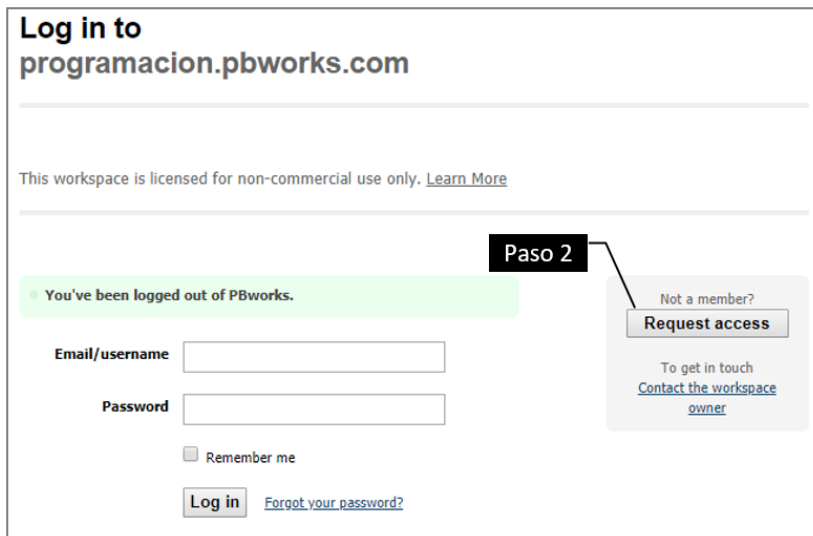 Log in to
programacion.pbworks.com
This workspace is licensed for non-commercial use only. Learn More
Paso 2
You've been logged out of PBworks.
Not a member?
Request access
To get in touch
Contact the workspace
owner
Email/username
Password
Remember me
Log in Forgot your password?